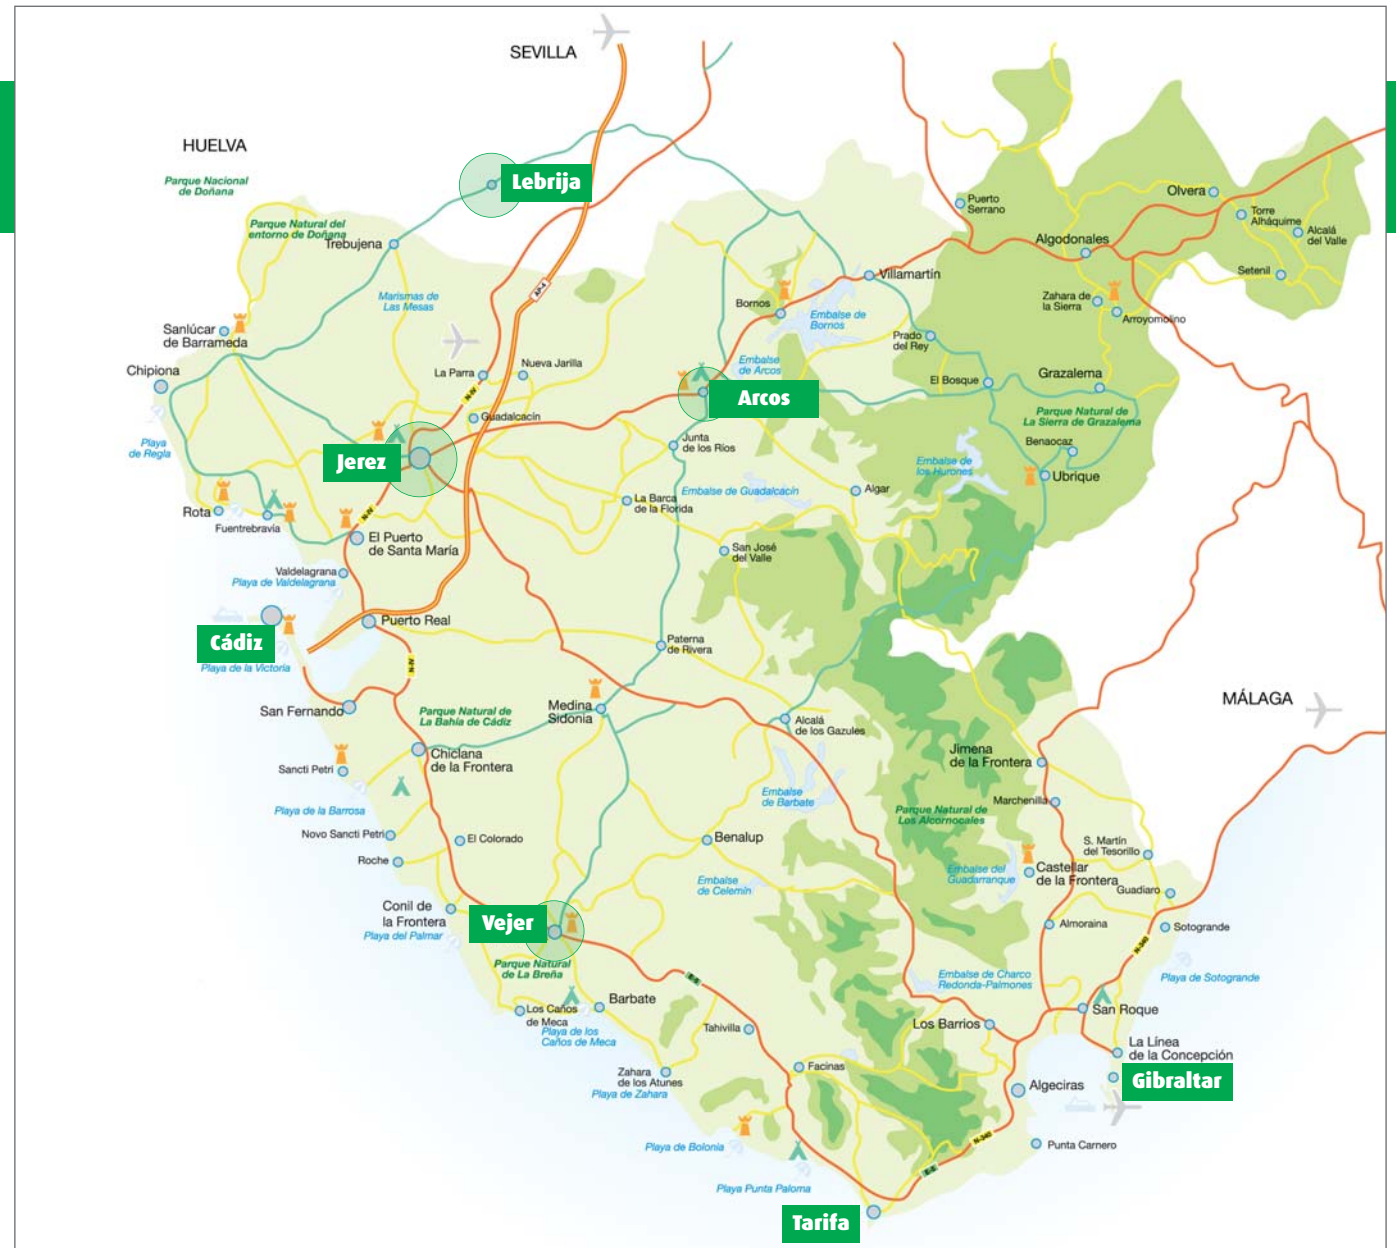 SEVILLA
HUELVA
Parque Nacional
de Doñana
Lebrija
Parque Natural del
entorno de Doñana
Trebujena
Puerto
Serrano
Olvera
Torre
Alháquime
Alcalá
del Valle
Algodonales
Setenil
Villamartín
AP-4
Marismas de
Las Mesas
Bornos
Embalse de
Bornos
Zahara de
la Sierra
Arroyomolino
Sanlúcar
de Barrameda
Prado
del Rey
Chipiona
La Parra
Nueva Jarilla
Embalse
de Arcos
El Bosque
Grazalema
N-IV
Arcos
Guadalcacín
Parque Natural de
La Sierra de Grazalema
Playa
de Regla
Jerez
Junta
de los Ríos
Benaocaz
Embalse de
los Hurones
Ubrique
Rota
Fuentrebravia
N-IV
La Barca
de la Florida
Embalse de Guadalcacín
Algar
El Puerto
de Santa María
San José
del Valle
Valdelagrana
Playa de Valdelagrana
Cádiz
Puerto Real
Playa de la Victoria
N-IV
Paterna
de Rivera
San Fernando
Parque Natural de
La Bahía de Cádiz
Medina
Sidonia
Alcalá
de los Gazules
MÁLAGA
Chiclana
de la Frontera
Sancti Petri
Jimena
de la Frontera
Playa de la Barrosa
Embalse
de Barbate
Marchenilla
Parque Natural de
Los Alcornocales
Novo Sancti Petri
El Colorado
Benalup
S. Martín
del Tesorillo
Roche
Embalse del
Guadarranque
Castellar
de la Frontera
Embalse
de Celemín
Guadiaro
Conil de
la Frontera
Playa del Palmar
Vejer
Almoraina
Sotogrande
N-340
Parque Natural
de La Breña
E-5
Embalse de Charco
Redonda-Palmones
Playa de Sotogrande
Los Caños
de Meca
Barbate
Playa de los
Caños de Meca
Tahivilla
Los Barrios
San Roque
La Línea
de la Concepción
Zahara
de los Atunes
Playa de Zahara
Facinas
Algeciras
Gibraltar
Playa de Bolonia
N-340
Punta Carnero
E-5
Playa Punta Paloma
Tarifa